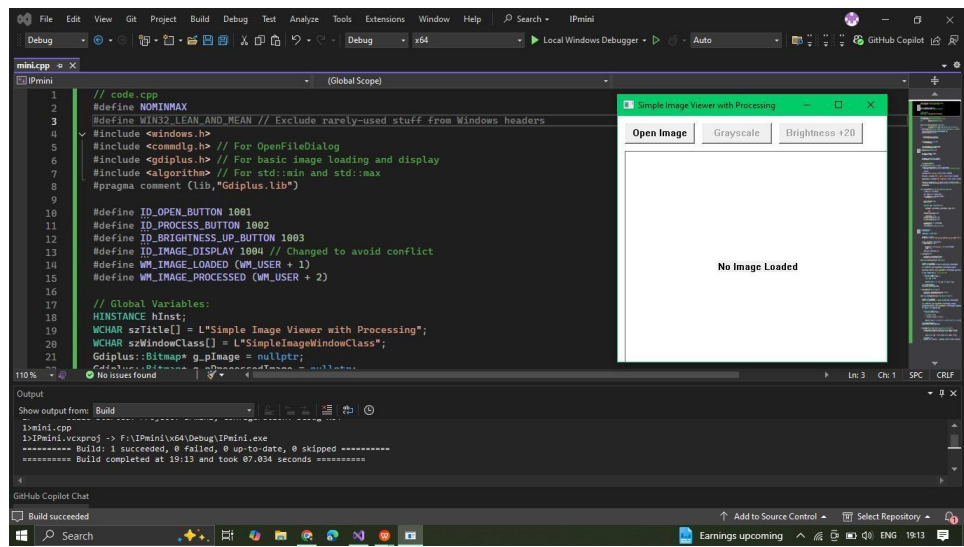 File Edit View Git Project Build Debug Test Analyze Tools Extensions Window Help Search IPmini
Debug Debug x64 Local Windows Debugger Auto GitHub Copilot
mini.cpp
IPmini (Global Scope)
1 // code.cpp
2 #define NOMINMAX
3 #define WIN32_LEAN_AND_MEAN // Exclude rarely-used stuff from Windows headers
4 #include <windows.h>
5 #include <commdlg.h> // For OpenFileDialog
6 #include <gdiplus.h> // For basic image loading and display
7 #include <algorithm> // For std::min and std::max
8 #pragma comment (lib,"Gdiplus.lib")
9
10 #define ID_OPEN_BUTTON 1001
11 #define ID_PROCESS_BUTTON 1002
12 #define ID_BRIGHTNESS_UP_BUTTON 1003
13 #define ID_IMAGE_DISPLAY 1004 // Changed to avoid conflict
14 #define WM_IMAGE_LOADED (WM_USER + 1)
15 #define WM_IMAGE_PROCESSED (WM_USER + 2)
16
17 // Global Variables:
18 HINSTANCE hInst;
19 WCHAR szTitle[] = L"Simple Image Viewer with Processing";
20 WCHAR szWindowClass[] = L"SimpleImageWindowClass";
21 Gdiplus::Bitmap* g_pImage = nullptr;
Simple Image Viewer with Processing
Open Image Grayscale Brightness +20
No Image Loaded
110% No issues found Ln: 3 Ch: 1 SPC CRLF
Output
Show output from: Build
1>mini.cpp
1>IPmini.vcxproj -> F:\IPmini\x64\Debug\IPmini.exe
========== Build: 1 succeeded, 0 failed, 0 up-to-date, 0 skipped ==========
========== Build completed at 19:13 and took 07.034 seconds ==========
GitHub Copilot Chat
Build succeeded Add to Source Control Select Repository
Search Earnings upcoming ENG 19:13